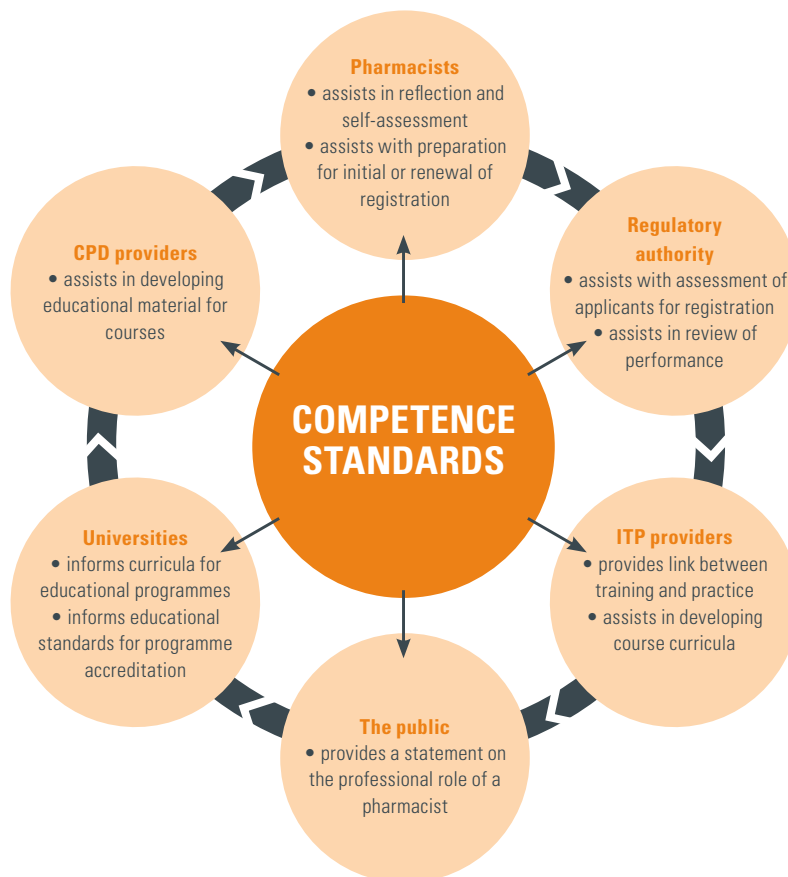 Pharmacists
• assists in reflection and
self-assessment
• assists with preparation
for initial or renewal of
registration
Regulatory
authority
• assists with assessment of
applicants for registration
• assists in review of
performance
CPD providers
• assists in developing
educational material for
courses
COMPETENCE
STANDARDS
ITP providers
• provides link between
training and practice
• assists in developing
course curricula
Universities
• informs curricula for
educational programmes
• informs educational
standards for programme
accreditation
The public
• provides a statement on
the professional role of a
pharmacist